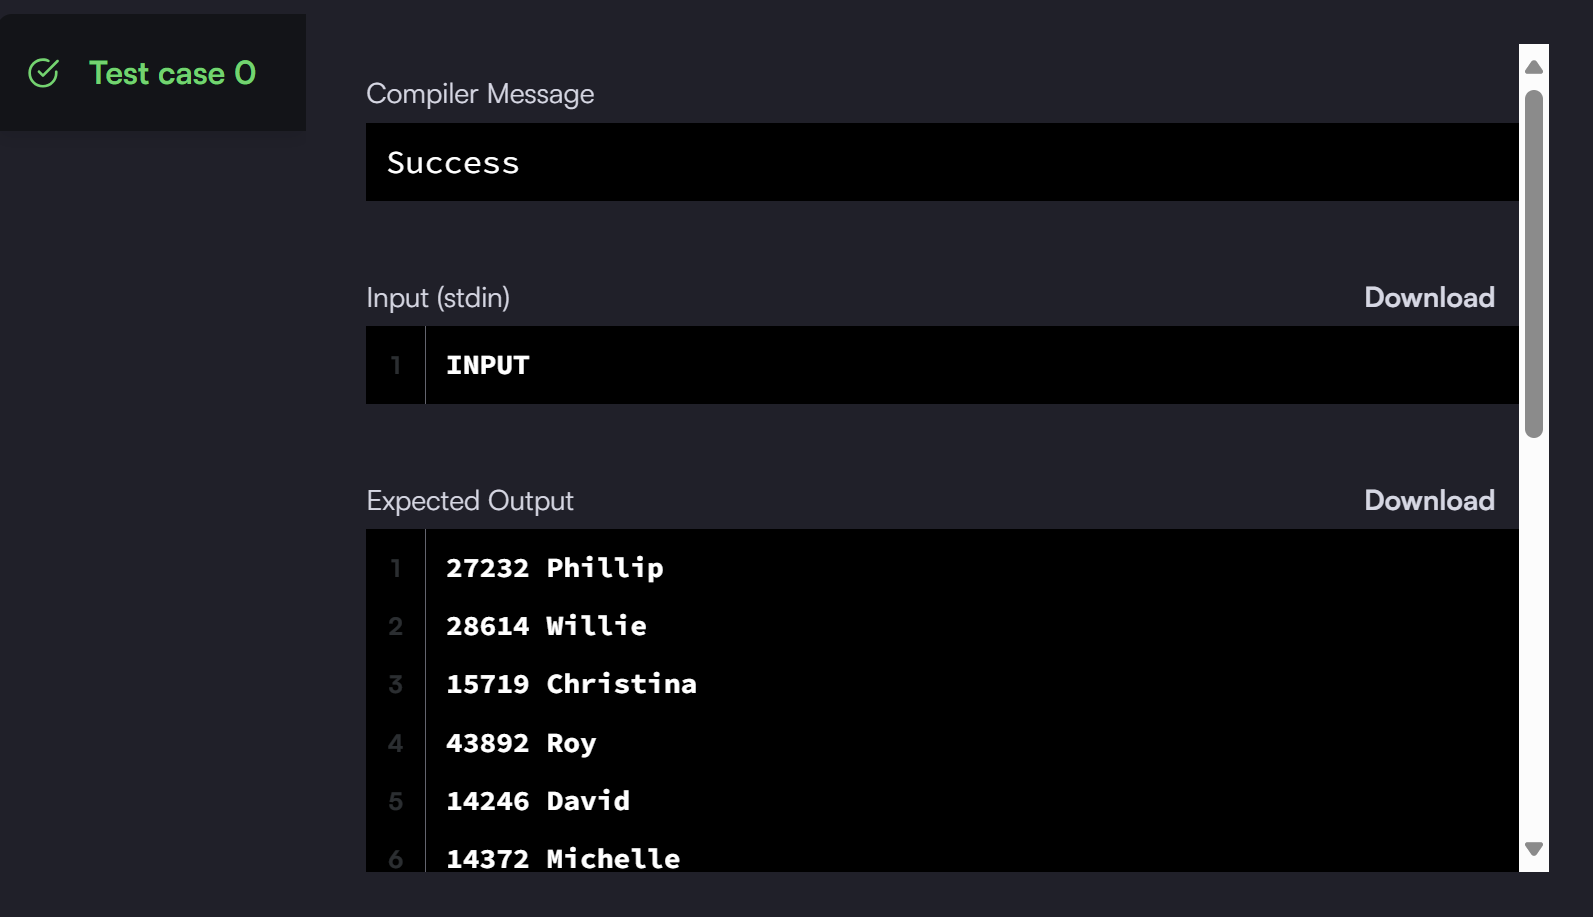 Test case 0
Compiler Message
Success
Input (stdin) Download
1 INPUT
Expected Output Download
1 27232 Phillip
2 28614 Willie
3 15719 Christina
4 43892 Roy
5 14246 David
6 14372 Michelle